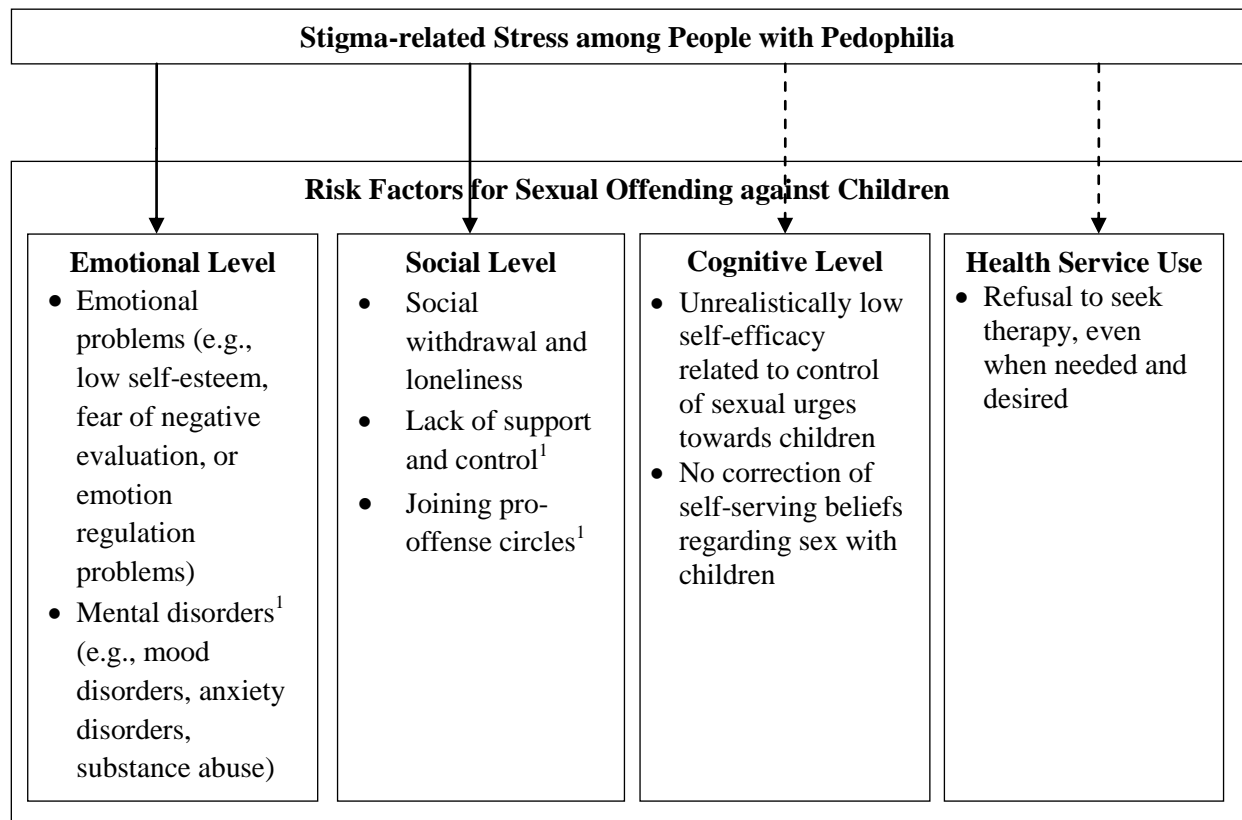 Stigma-related Stress among People with Pedophilia
Risk Factors for Sexual Offending against Children
Emotional Level
• Emotional
problems (e.g.,
low self-esteem,
fear of negative
evaluation, or
emotion
regulation
problems)
• Mental disorders¹
(e.g., mood
disorders, anxiety
disorders,
substance abuse)
Social Level
• Social
withdrawal and
loneliness
• Lack of support
and control¹
• Joining pro-
offense circles¹
Cognitive Level
• Unrealistically low
self-efficacy
related to control
of sexual urges
towards children
• No correction of
self-serving beliefs
regarding sex with
children
Health Service Use
• Refusal to seek
therapy, even
when needed and
desired